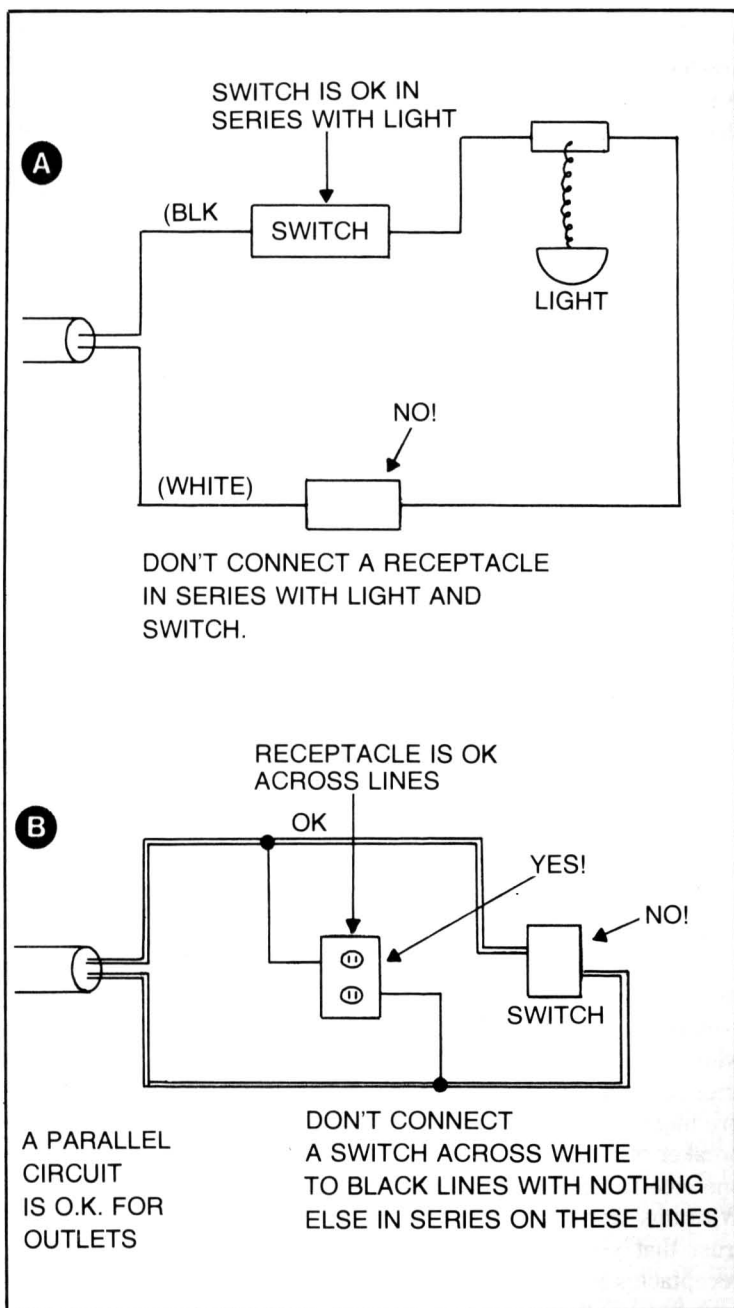 SWITCH IS OK IN
SERIES WITH LIGHT
A
(BLK
SWITCH
LIGHT
NO!
(WHITE)
DON'T CONNECT A RECEPTACLE
IN SERIES WITH LIGHT AND
SWITCH.
RECEPTACLE IS OK
ACROSS LINES
B
OK
YES!
NO!
SWITCH
A PARALLEL
CIRCUIT
IS O.K. FOR
OUTLETS
DON'T CONNECT
A SWITCH ACROSS WHITE
TO BLACK LINES WITH NOTHING
ELSE IN SERIES ON THESE LINES